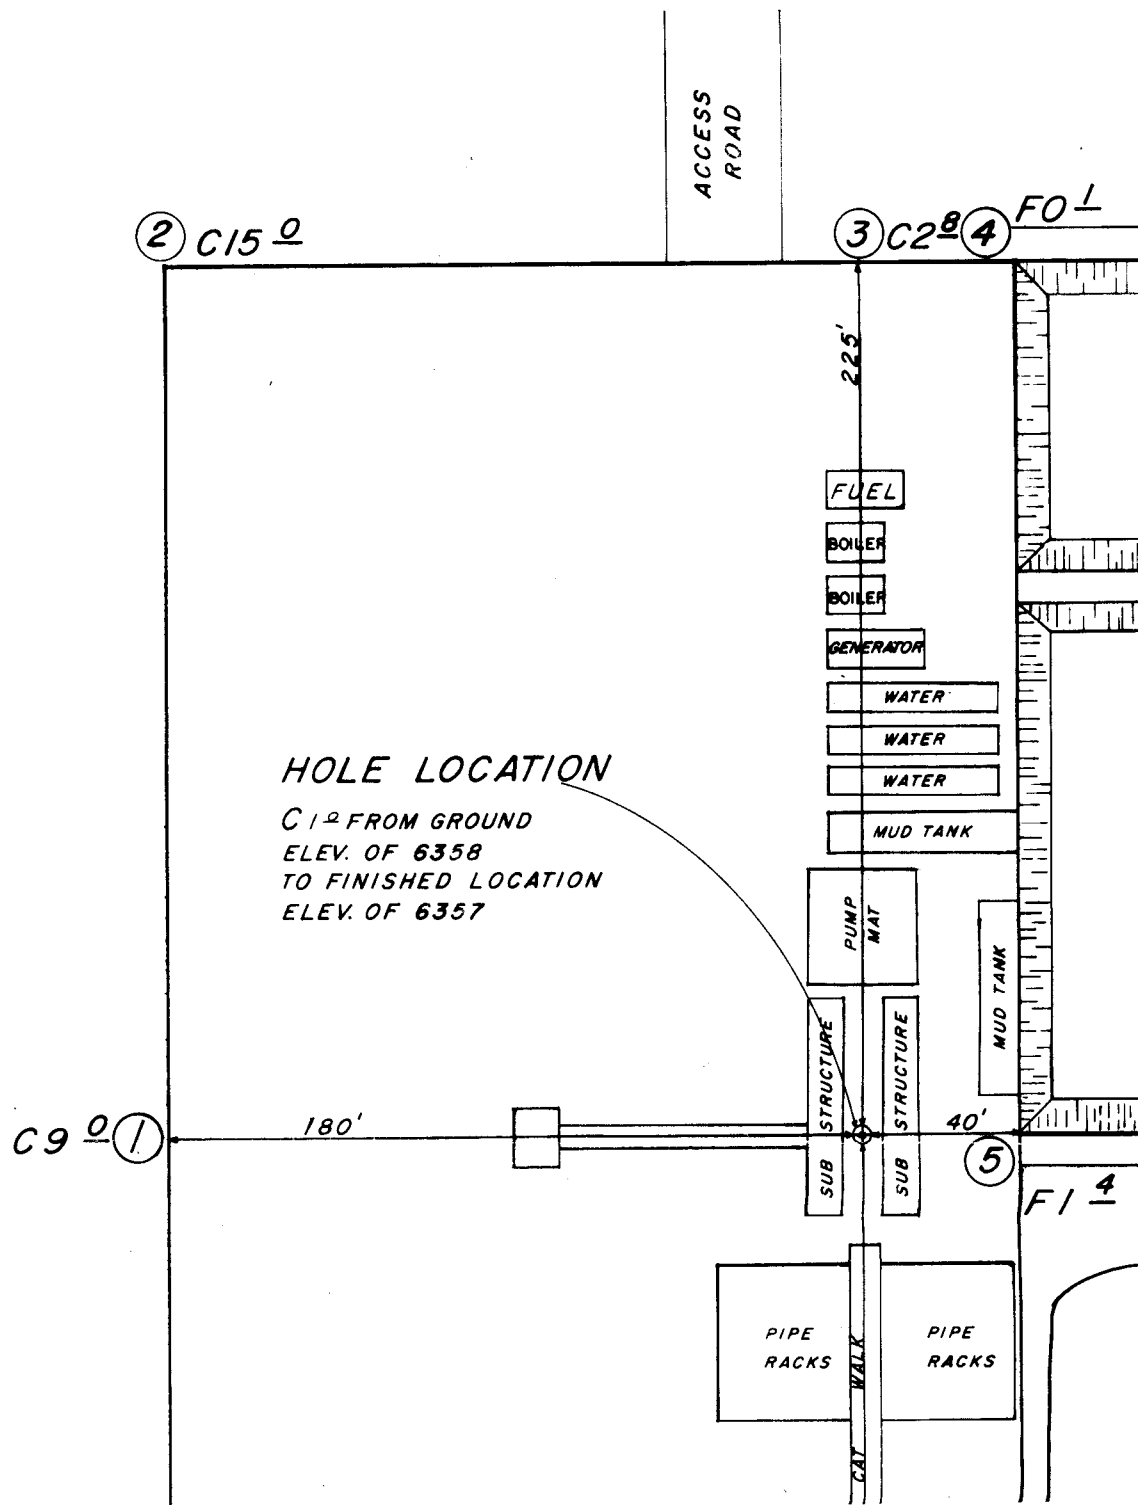 ACCESS
ROAD
2 C15 0
3 C2 8 4 F0 1
225'
FUEL
BOILER
BOILER
GENERATOR
WATER
WATER
WATER
MUD TANK
HOLE LOCATION
C 1 0 FROM GROUND
ELEV. OF 6358
TO FINISHED LOCATION
ELEV. OF 6357
PUMP
MAT
MUD TANK
SUB STRUCTURE
SUB STRUCTURE
C9 0 1
180'
40'
5
F1 4
PIPE
RACKS
CAT WALK
PIPE
RACKS